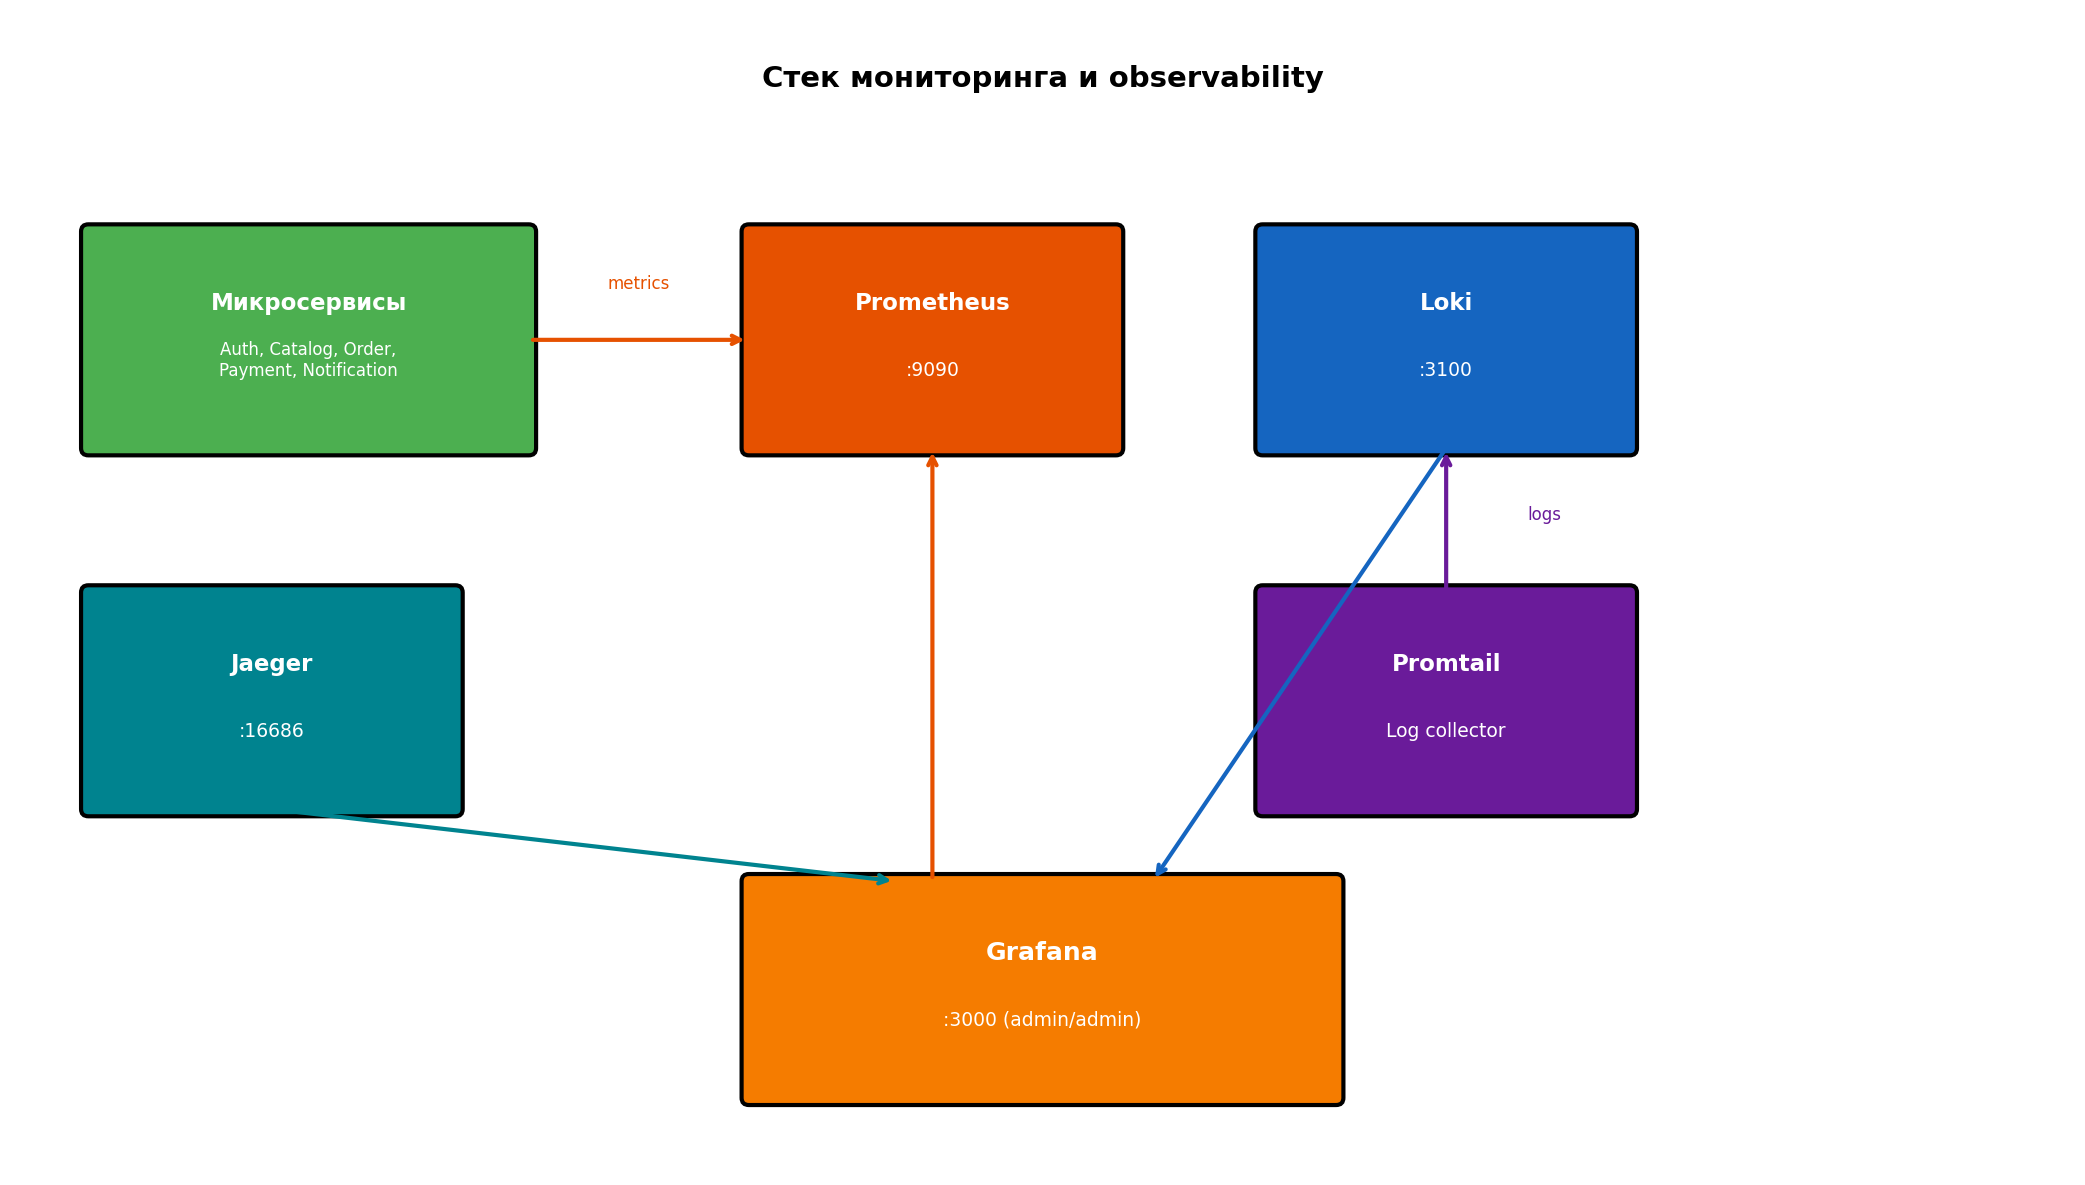 Стек мониторинга и observability
Микросервисы
Auth, Catalog, Order,
Payment, Notification
metrics
Prometheus
:9090
Loki
:3100
logs
Jaeger
:16686
Promtail
Log collector
Grafana
:3000 (admin/admin)